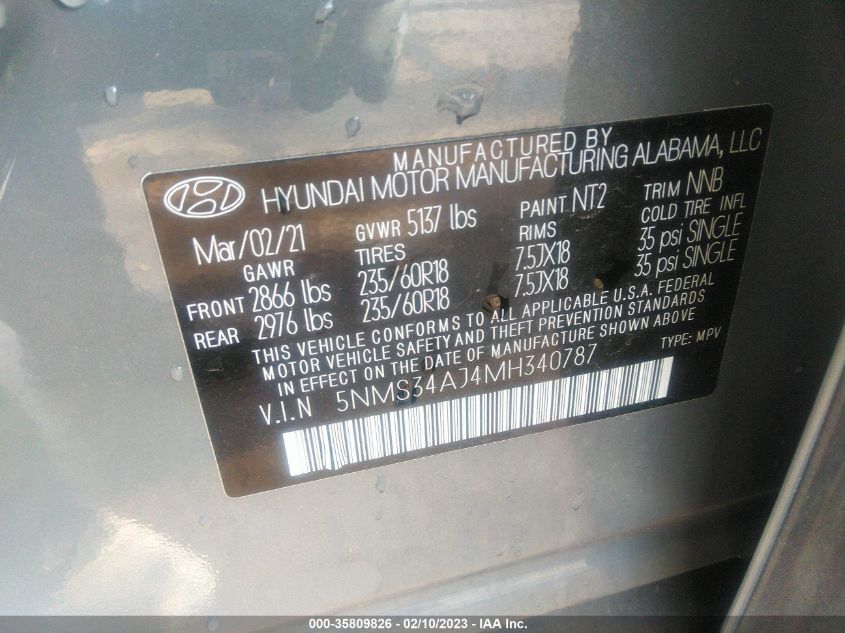 MANUFACTURED BY
HYUNDAI MOTOR MANUFACTURING ALABAMA, LLC
Mar/02/21 GVWR 5137 lbs PAINT NT2 TRIM NNB
GAWR TIRES RIMS COLD TIRE INFL
FRONT 2866 lbs 235/60R18 7.5JX18 35 psi SINGLE
REAR 2976 lbs 235/60R18 7.5JX18 35 psi SINGLE
THIS VEHICLE CONFORMS TO ALL APPLICABLE U.S.A. FEDERAL
MOTOR VEHICLE SAFETY AND THEFT PREVENTION STANDARDS
IN EFFECT ON THE DATE OF MANUFACTURE SHOWN ABOVE
V.I.N 5NMS34AJ4MH340787 TYPE: MPV
000-35809826 - 02/10/2023 - IAA Inc.